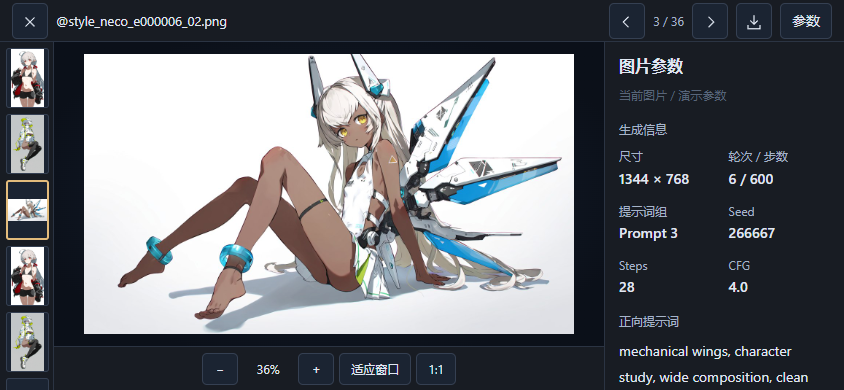 @style_neco_e000006_02.png
3 / 36
参数
图片参数
当前图片 / 演示参数
生成信息
尺寸
轮次 / 步数
1344 × 768
6 / 600
提示词组
Seed
Prompt 3
266667
Steps
CFG
28
4.0
正向提示词
mechanical wings, character
study, wide composition, clean
− 36% + 适应窗口 1:1